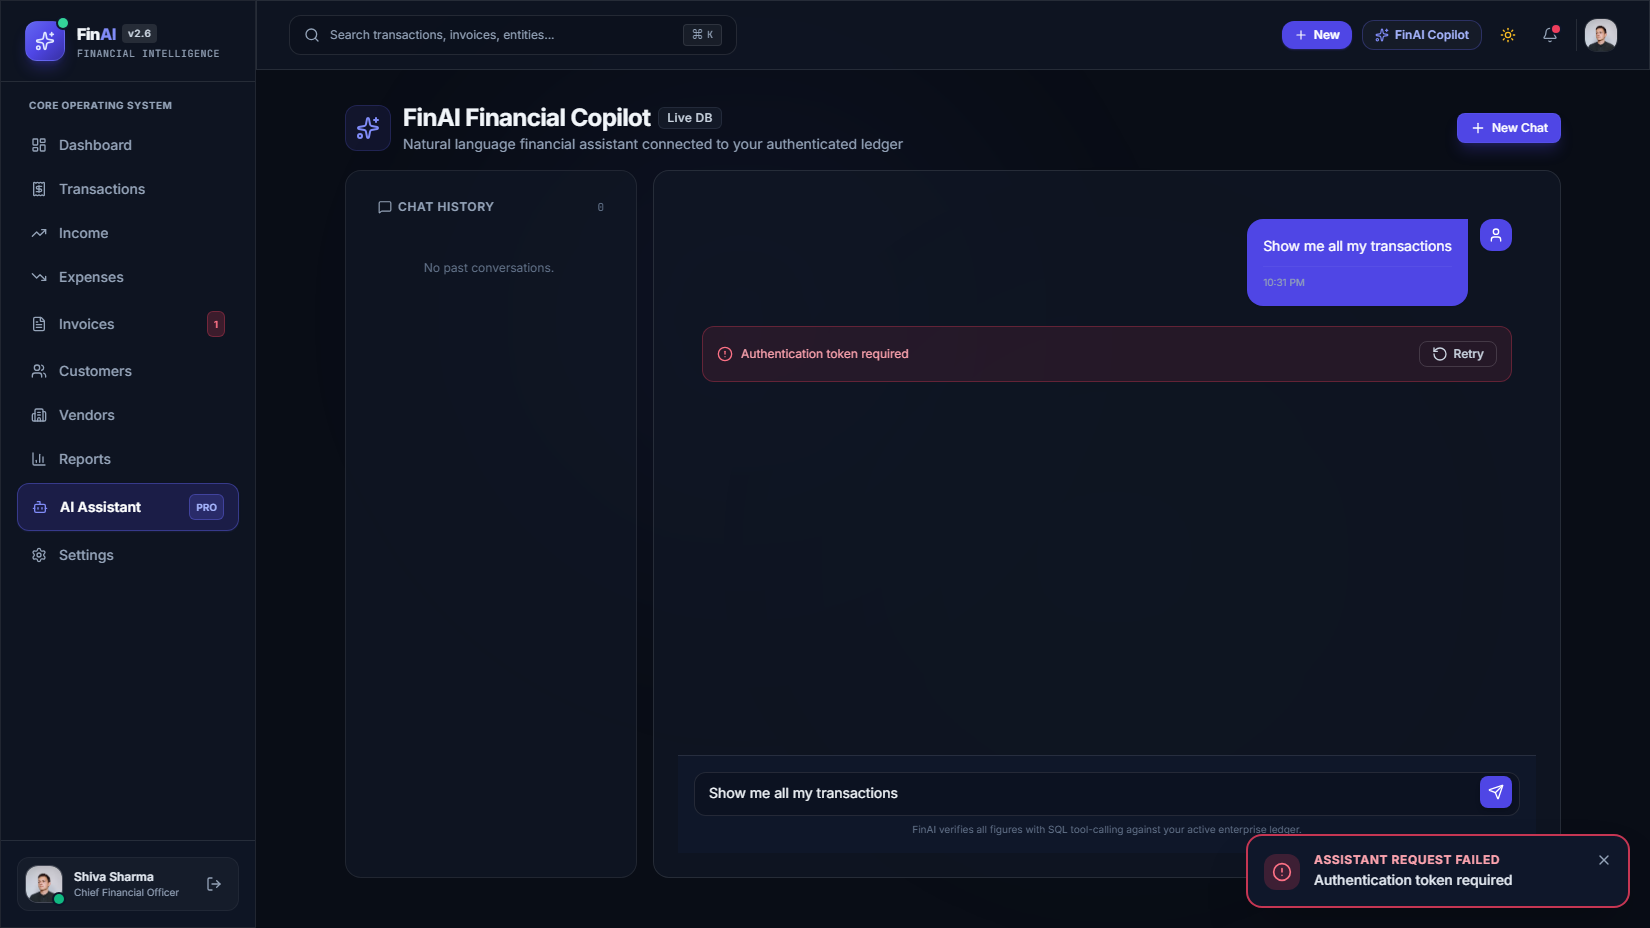 FinAI v2.6
FINANCIAL INTELLIGENCE
Search transactions, invoices, entities...
⌘ K
+ New
FinAI Copilot
CORE OPERATING SYSTEM
Dashboard
Transactions
Income
Expenses
Invoices 1
Customers
Vendors
Reports
AI Assistant PRO
Settings
Shiva Sharma
Chief Financial Officer
FinAI Financial Copilot Live DB
Natural language financial assistant connected to your authenticated ledger
+ New Chat
CHAT HISTORY 0
No past conversations.
Show me all my transactions
10:31 PM
Authentication token required
Retry
Show me all my transactions
FinAI verifies all figures with SQL tool-calling against your active enterprise ledger.
ASSISTANT REQUEST FAILED
Authentication token required